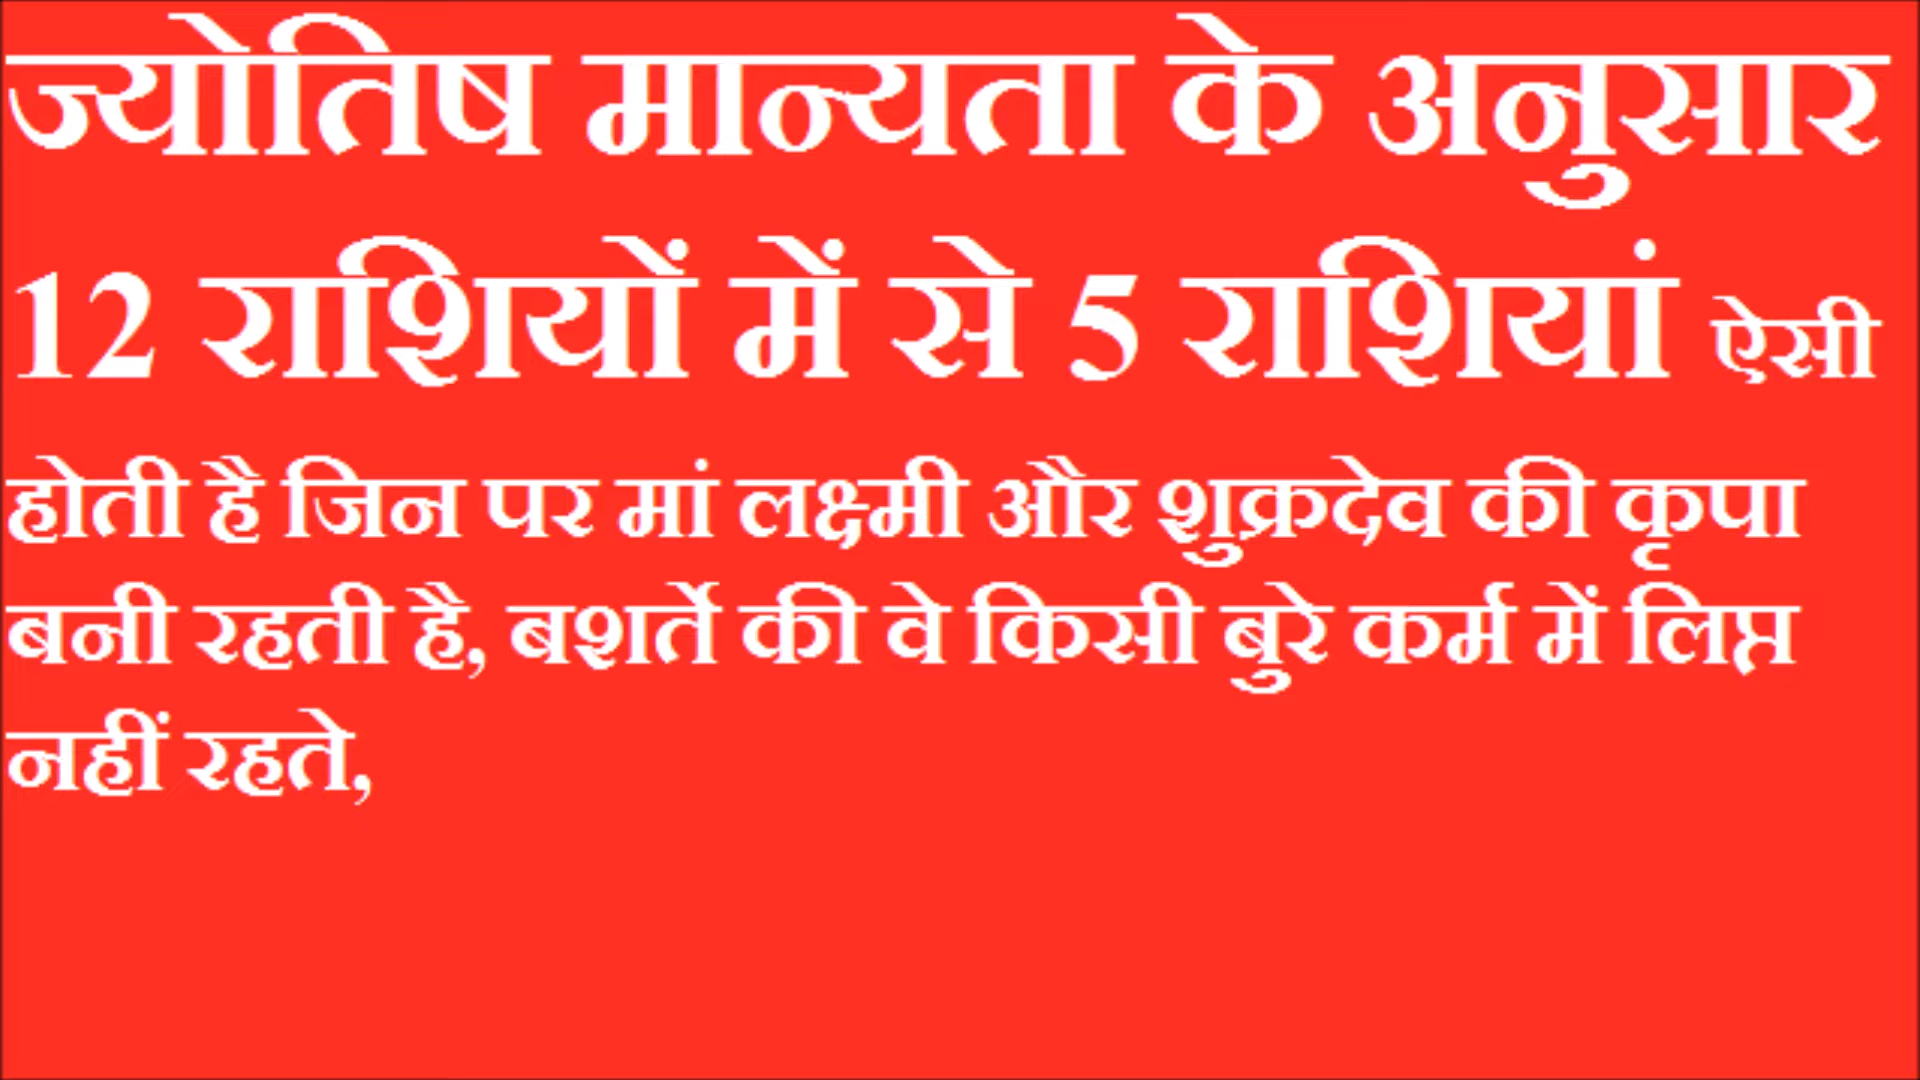 ज्योतिष मान्यता के अनुसार
12 राशियों में से 5 राशियां ऐसी
होती है जिन पर मां लक्ष्मी और शुक्रदेव की कृपा
बनी रहती है, बशर्ते की वे किसी बुरे कर्म में लिप्त
नहीं रहते,